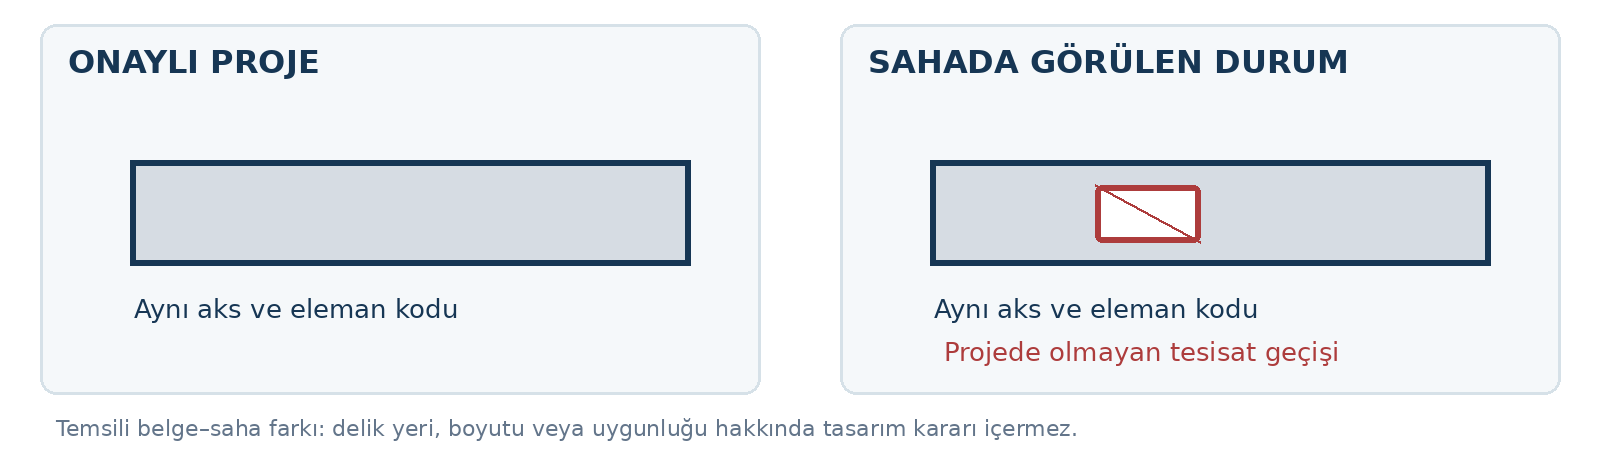 ONAYLI PROJE
Aynı aks ve eleman kodu
SAHADA GÖRÜLEN DURUM
Aynı aks ve eleman kodu
Projede olmayan tesisat geçişi
Temsili belge–saha farkı: delik yeri, boyutu veya uygunluğu hakkında tasarım kararı içermez.